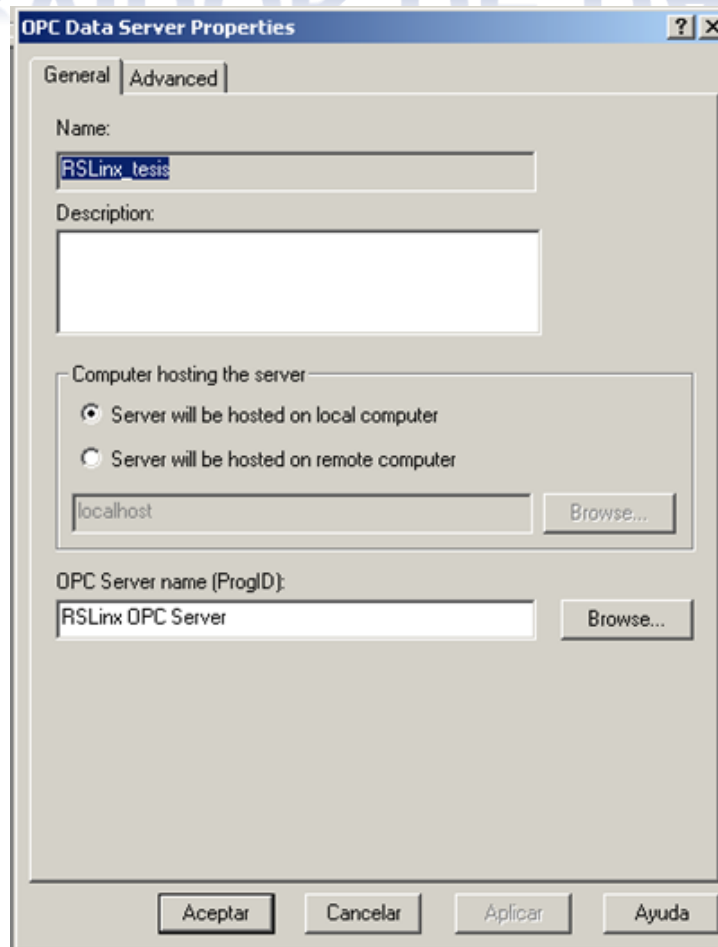 OPC Data Server Properties
General Advanced
Name:
RSLinx_tesis
Description:
Computer hosting the server
Server will be hosted on local computer
Server will be hosted on remote computer
localhost Browse...
OPC Server name (ProgID):
RSLinx OPC Server Browse...
Aceptar Cancelar Aplicar Ayuda